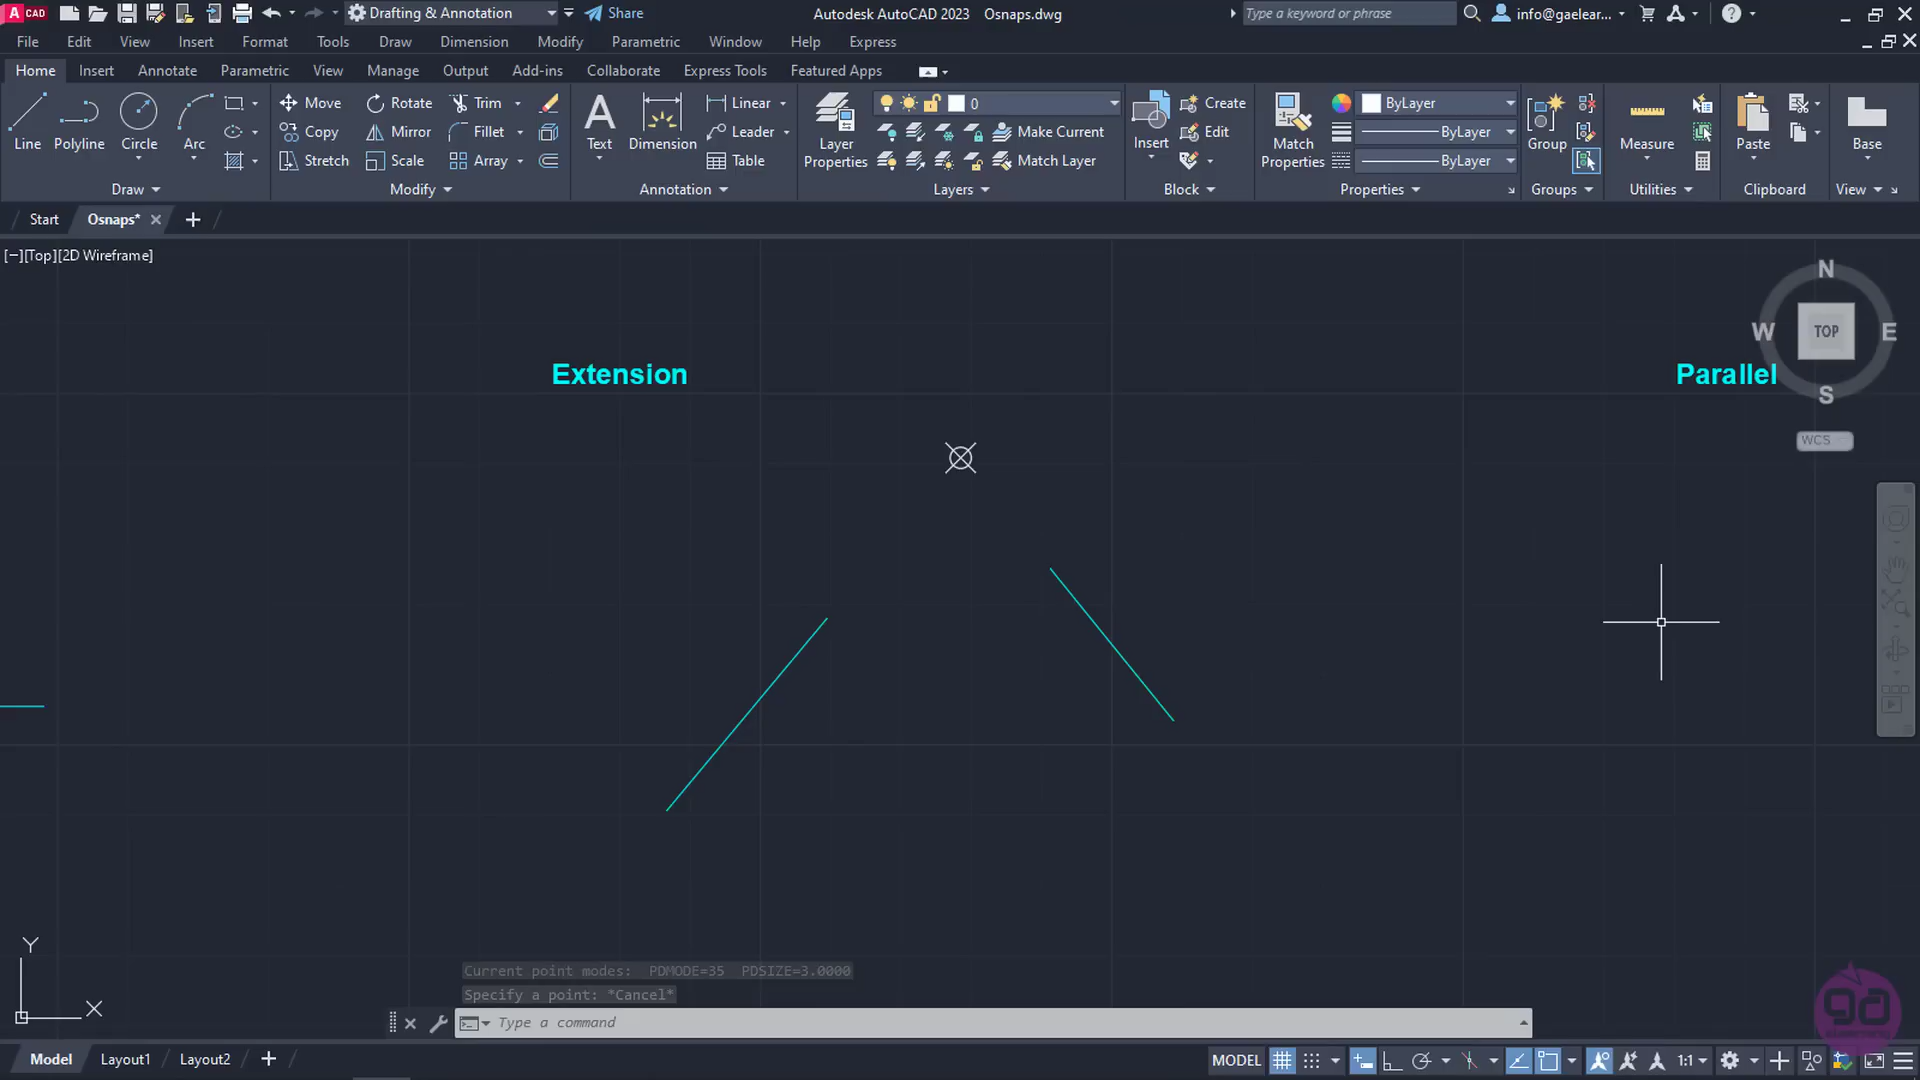 A CAD Drafting & Annotation Share Autodesk AutoCAD 2023 Osnaps.dwg Type a keyword or phrase info@gaelear... ?
File Edit View Insert Format Tools Draw Dimension Modify Parametric Window Help Express
Home Insert Annotate Parametric View Manage Output Add-ins Collaborate Express Tools Featured Apps
Move Rotate Trim Linear 0 Create ByLayer
Line Polyline Circle Arc Copy Mirror Fillet Text Dimension Leader Table Layer Properties Make Current Insert Edit Match Properties ByLayer Group Measure Paste Base
Stretch Scale Array Match Layer ByLayer
Draw Modify Annotation Layers Block Properties Groups Utilities Clipboard View
Start Osnaps* +
[−][Top][2D Wireframe]
N
W TOP E
S
WCS
Extension
Parallel
Y
X
Current point modes: PDMODE=35 PDSIZE=3.0000
Specify a point: *Cancel*
Type a command
Model Layout1 Layout2 + MODEL 1:1